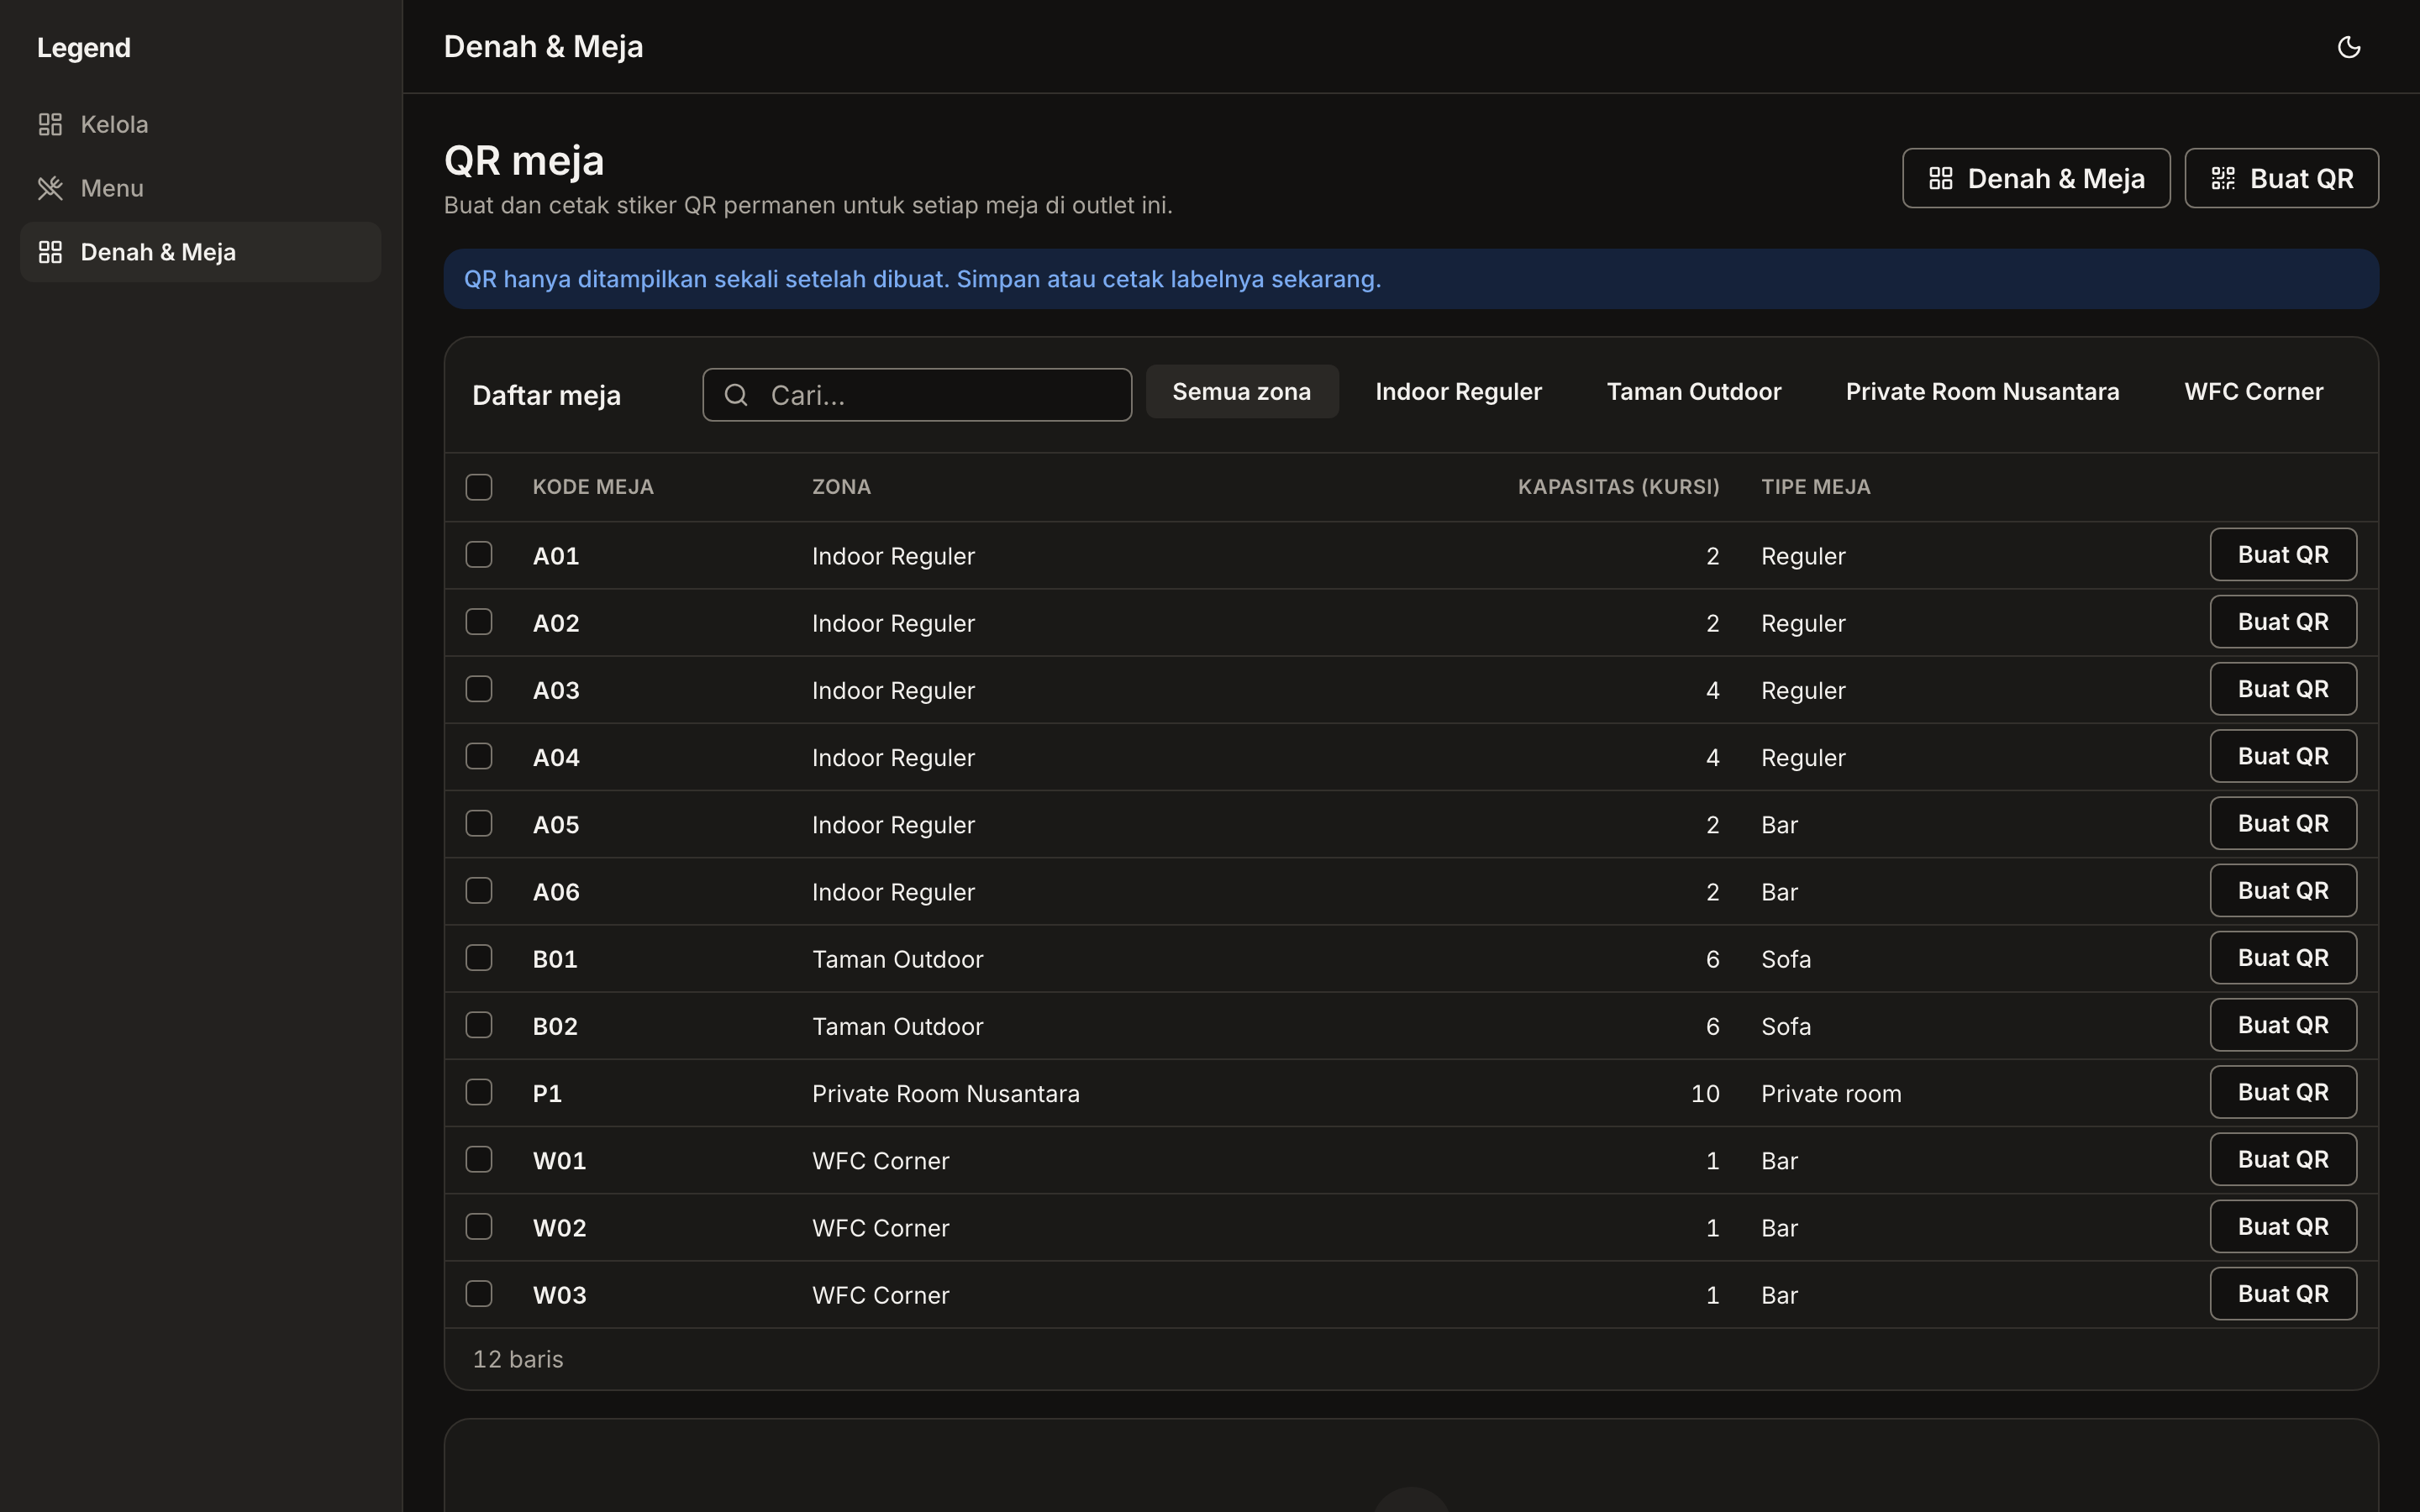 Legend
Kelola
Menu
Denah & Meja
Denah & Meja
QR meja
Buat dan cetak stiker QR permanen untuk setiap meja di outlet ini.
Denah & Meja
Buat QR
QR hanya ditampilkan sekali setelah dibuat. Simpan atau cetak labelnya sekarang.
Daftar meja
Cari...
Semua zona
Indoor Reguler
Taman Outdoor
Private Room Nusantara
WFC Corner
KODE MEJA ZONA KAPASITAS (KURSI) TIPE MEJA
A01 Indoor Reguler 2 Reguler Buat QR
A02 Indoor Reguler 2 Reguler Buat QR
A03 Indoor Reguler 4 Reguler Buat QR
A04 Indoor Reguler 4 Reguler Buat QR
A05 Indoor Reguler 2 Bar Buat QR
A06 Indoor Reguler 2 Bar Buat QR
B01 Taman Outdoor 6 Sofa Buat QR
B02 Taman Outdoor 6 Sofa Buat QR
P1 Private Room Nusantara 10 Private room Buat QR
W01 WFC Corner 1 Bar Buat QR
W02 WFC Corner 1 Bar Buat QR
W03 WFC Corner 1 Bar Buat QR
12 baris